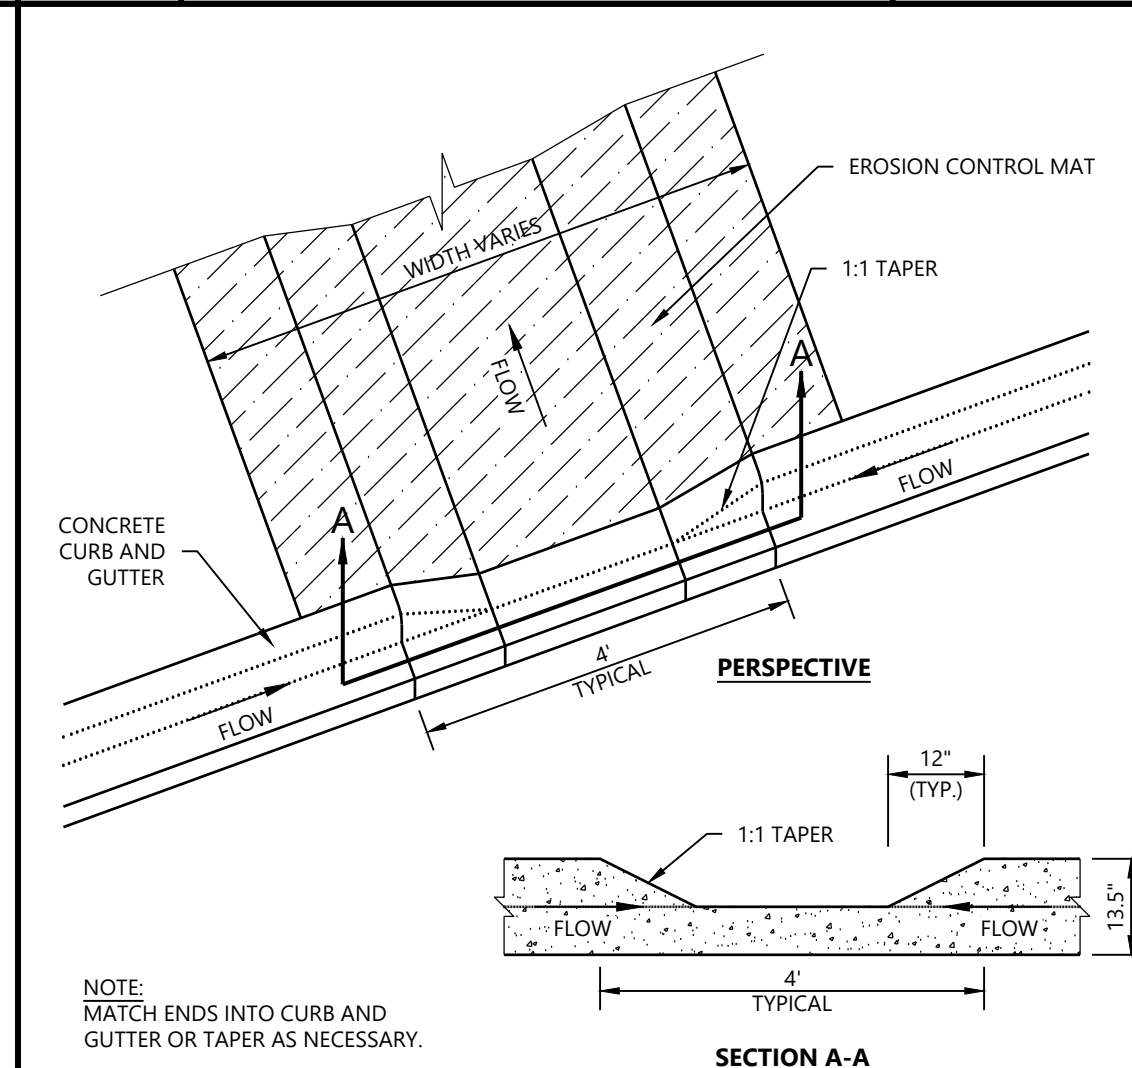 EROSION CONTROL MAT
WIDTH VARIES
1:1 TAPER
A
FLOW
FLOW
CONCRETE
CURB AND
GUTTER
A
4'
TYPICAL
PERSPECTIVE
FLOW
12"
(TYP.)
1:1 TAPER
13.5"
FLOW
FLOW
4'
TYPICAL
NOTE:
MATCH ENDS INTO CURB AND
GUTTER OR TAPER AS NECESSARY.
SECTION A-A